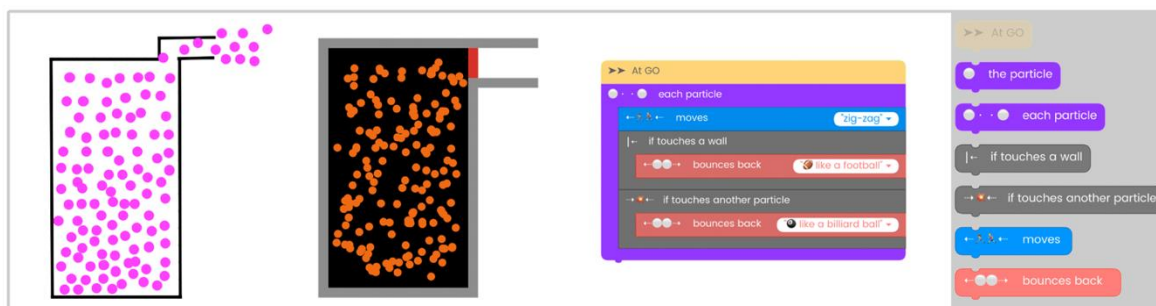 At GO
each particle
moves "zig-zag"
if touches a wall
bounces back "like a football"
if touches another particle
bounces back "like a billiard ball"
At GO
the particle
each particle
if touches a wall
if touches another particle
moves
bounces back